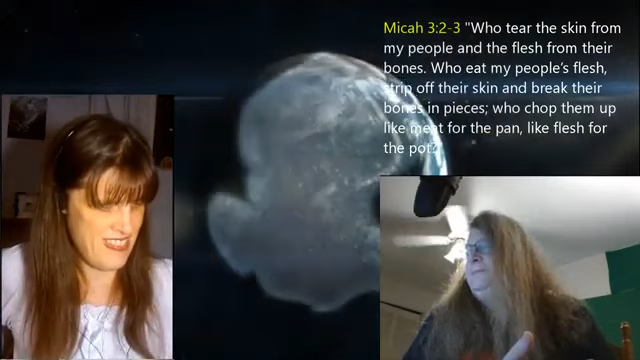 Micah 3:2-3 "Who tear the skin from
my people and the flesh from their
bones. Who eat my people's flesh,
strip off their skin and break their
bones in pieces; who chop them up
like meat for the pan, like flesh for
the pot?"